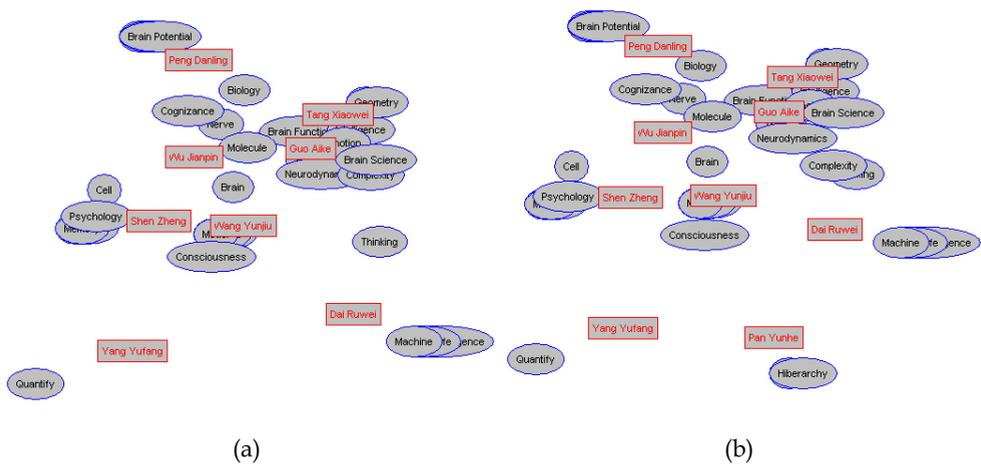 Brain Potential
Peng Danling
Biology
Geometry
Cognizance
Tang Xiaowei
Nerve
Brain Function
Molecule
Guo Aike
Wu Jianpin
Brain Science
Brain
Complexity
Cell
Psychology
Shen Zheng
Wang Yunjiu
Thinking
Consciousness
Dai Ruwei
Machine
Yang Yufang
Quantify
(a)
Brain Potential
Peng Danling
Biology
Geometry
Tang Xiaowei
Cognizance
Nerve
Molecule
Guo Aike
Brain Science
Wu Jianpin
Neurodynamics
Brain
Cell
Complexity
Psychology
Shen Zheng
Wang Yunjiu
Consciousness
Dai Ruwei
Machine
Yang Yufang
Pan Yunhe
Quantify
Hiberarchy
(b)